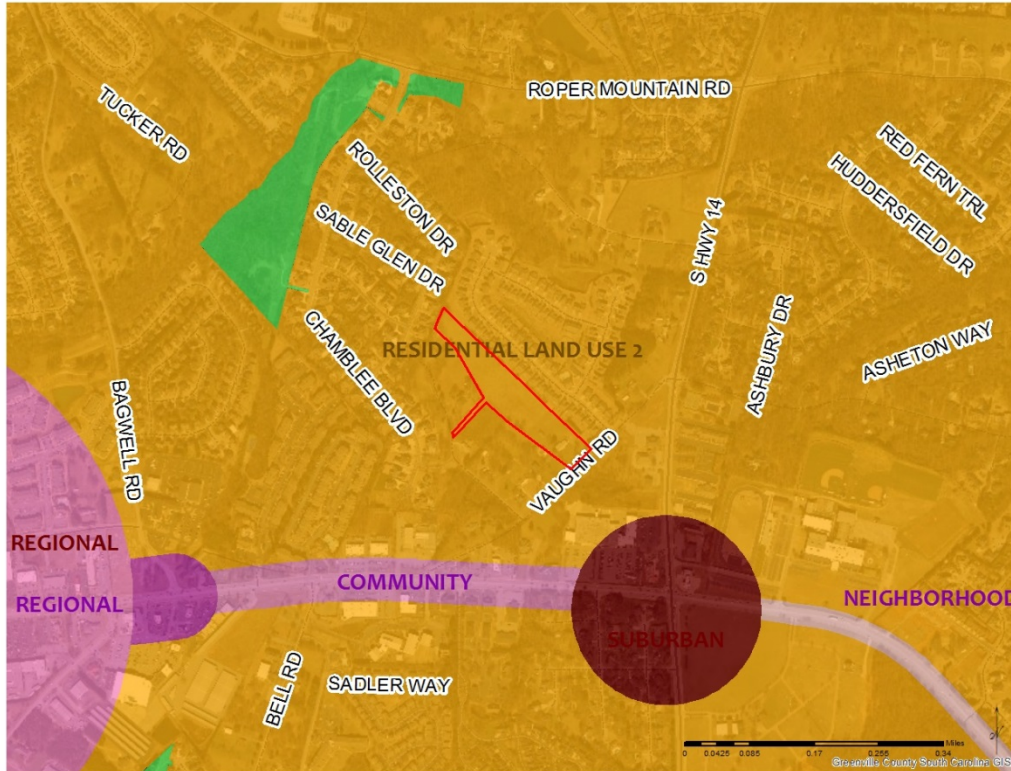 ROPER MOUNTAIN RD
TUCKER RD
RED FERN TRL
ROLLESTON DR
HUDDERSFIELD DR
SABLE GLEN DR
S HWY 14
CHAMBLEE BLVD
RESIDENTIAL LAND USE 2
ASHBURY DR
ASHETON WAY
BAGWELL RD
VAUGHN RD
REGIONAL
COMMUNITY
REGIONAL
NEIGHBORHOOD
SUBURBAN
BELL RD
SADLER WAY
Miles
0 0.0425 0.085 0.17 0.255 0.34
Greenville County South Carolina GIS